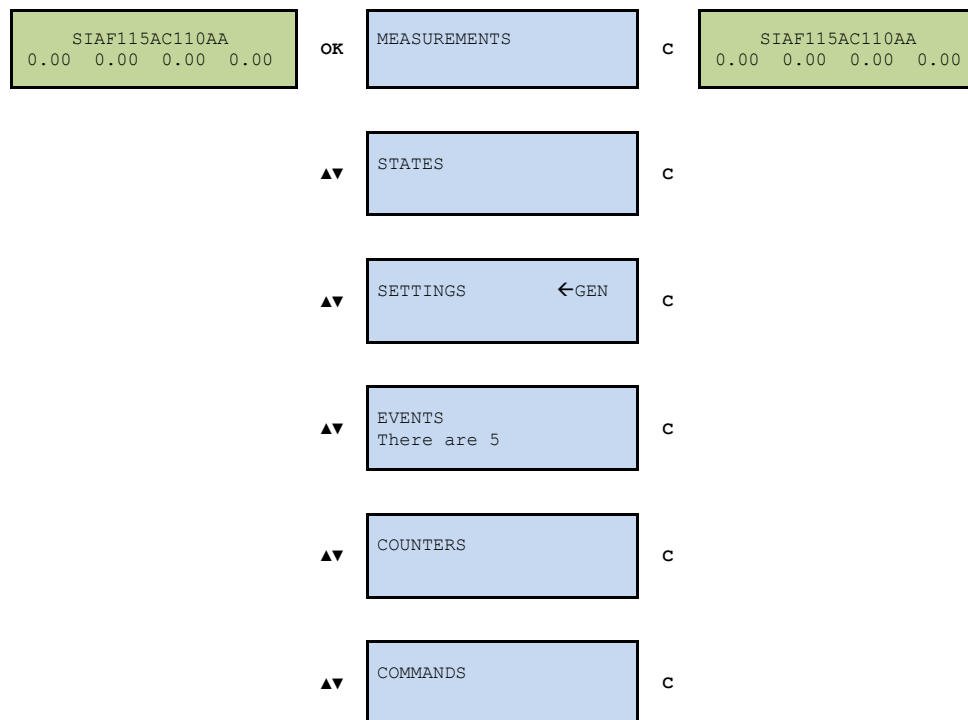 SIAF115AC110AA
0.00 0.00 0.00 0.00
OK
MEASUREMENTS
C
SIAF115AC110AA
0.00 0.00 0.00 0.00
▲▼
STATES
C
▲▼
SETTINGS ←GEN
C
▲▼
EVENTS
There are 5
C
▲▼
COUNTERS
C
▲▼
COMMANDS
C